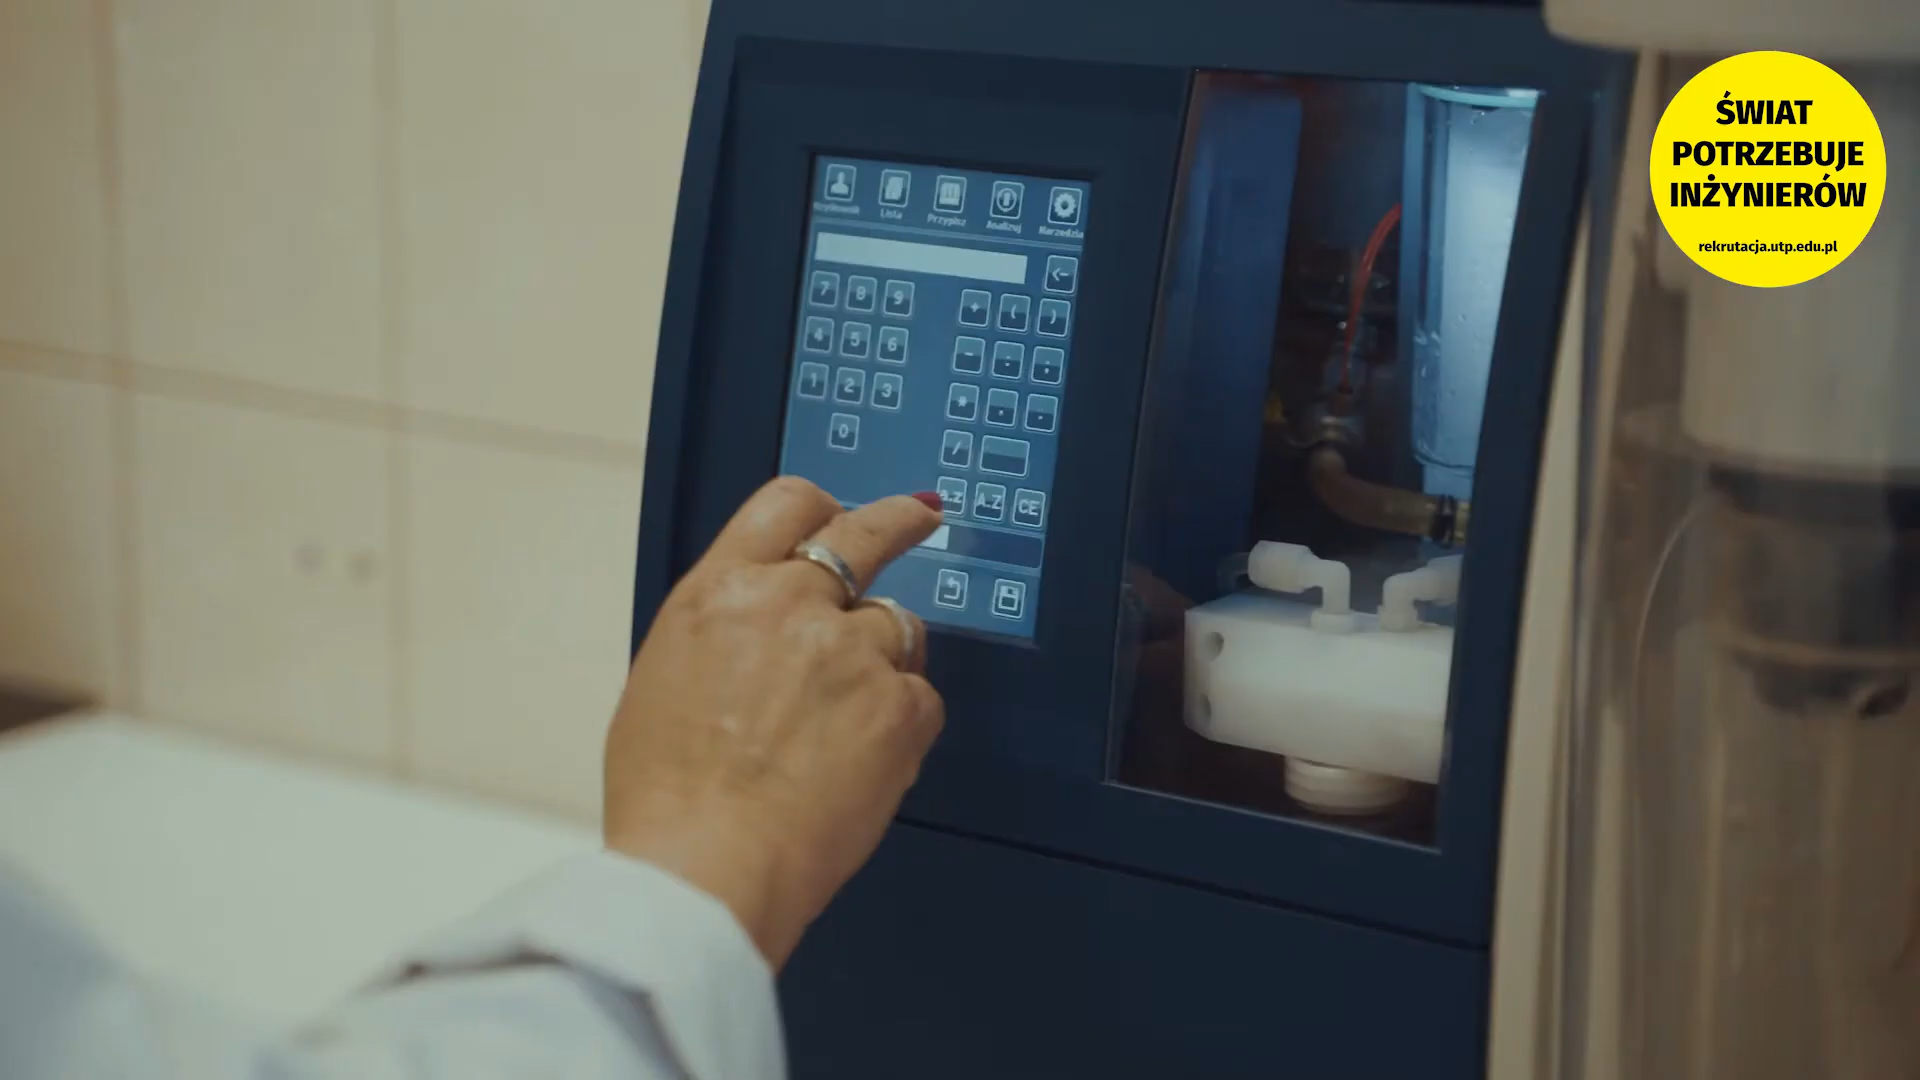 ŚWIAT
POTRZEBUJE
INŻYNIERÓW
rekrutacja.utp.edu.pl
Użytkownik Lista Przypisz Analizuj Narzędzia
7 8 9 + ( )
4 5 6 -
1 2 3
0 /
a.z A.Z CE